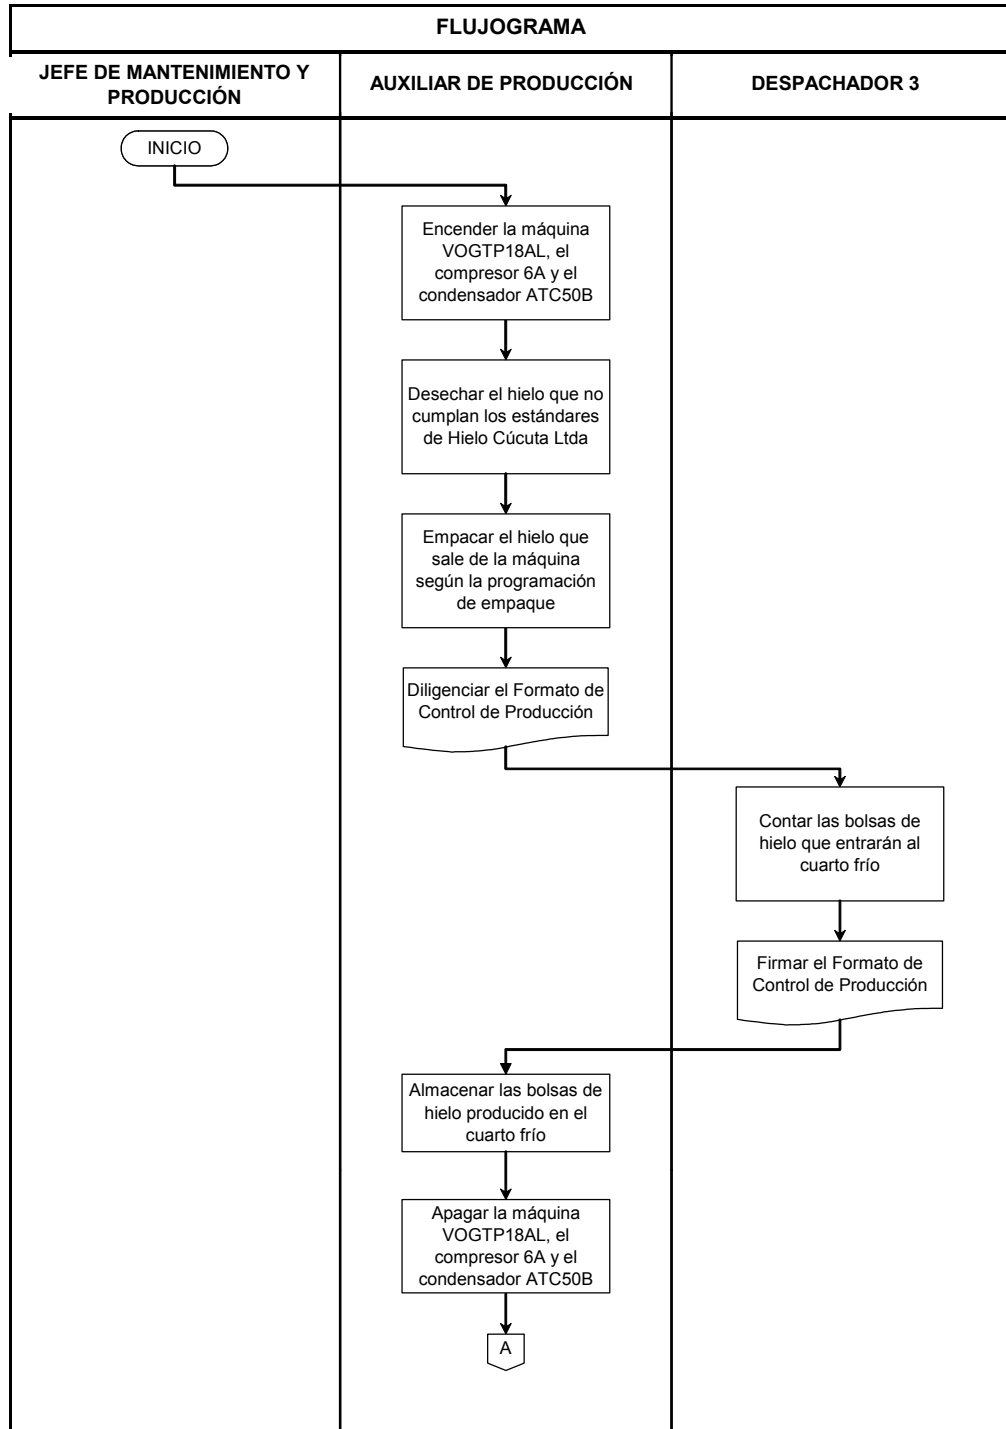 FLUJOGRAMA
JEFE DE MANTENIMIENTO Y
PRODUCCIÓN
AUXILIAR DE PRODUCCIÓN
DESPACHADOR 3
INICIO
Encender la máquina
VOGTP18AL, el
compresor 6A y el
condensador ATC50B
Desechar el hielo que no
cumplan los estándares
de Hielo Cúcuta Ltda
Empacar el hielo que
sale de la máquina
según la programación
de empaque
Diligenciar el Formato de
Control de Producción
Contar las bolsas de
hielo que entrarán al
cuarto frío
Firmar el Formato de
Control de Producción
Almacenar las bolsas de
hielo producido en el
cuarto frío
Apagar la máquina
VOGTP18AL, el
compresor 6A y el
condensador ATC50B
A